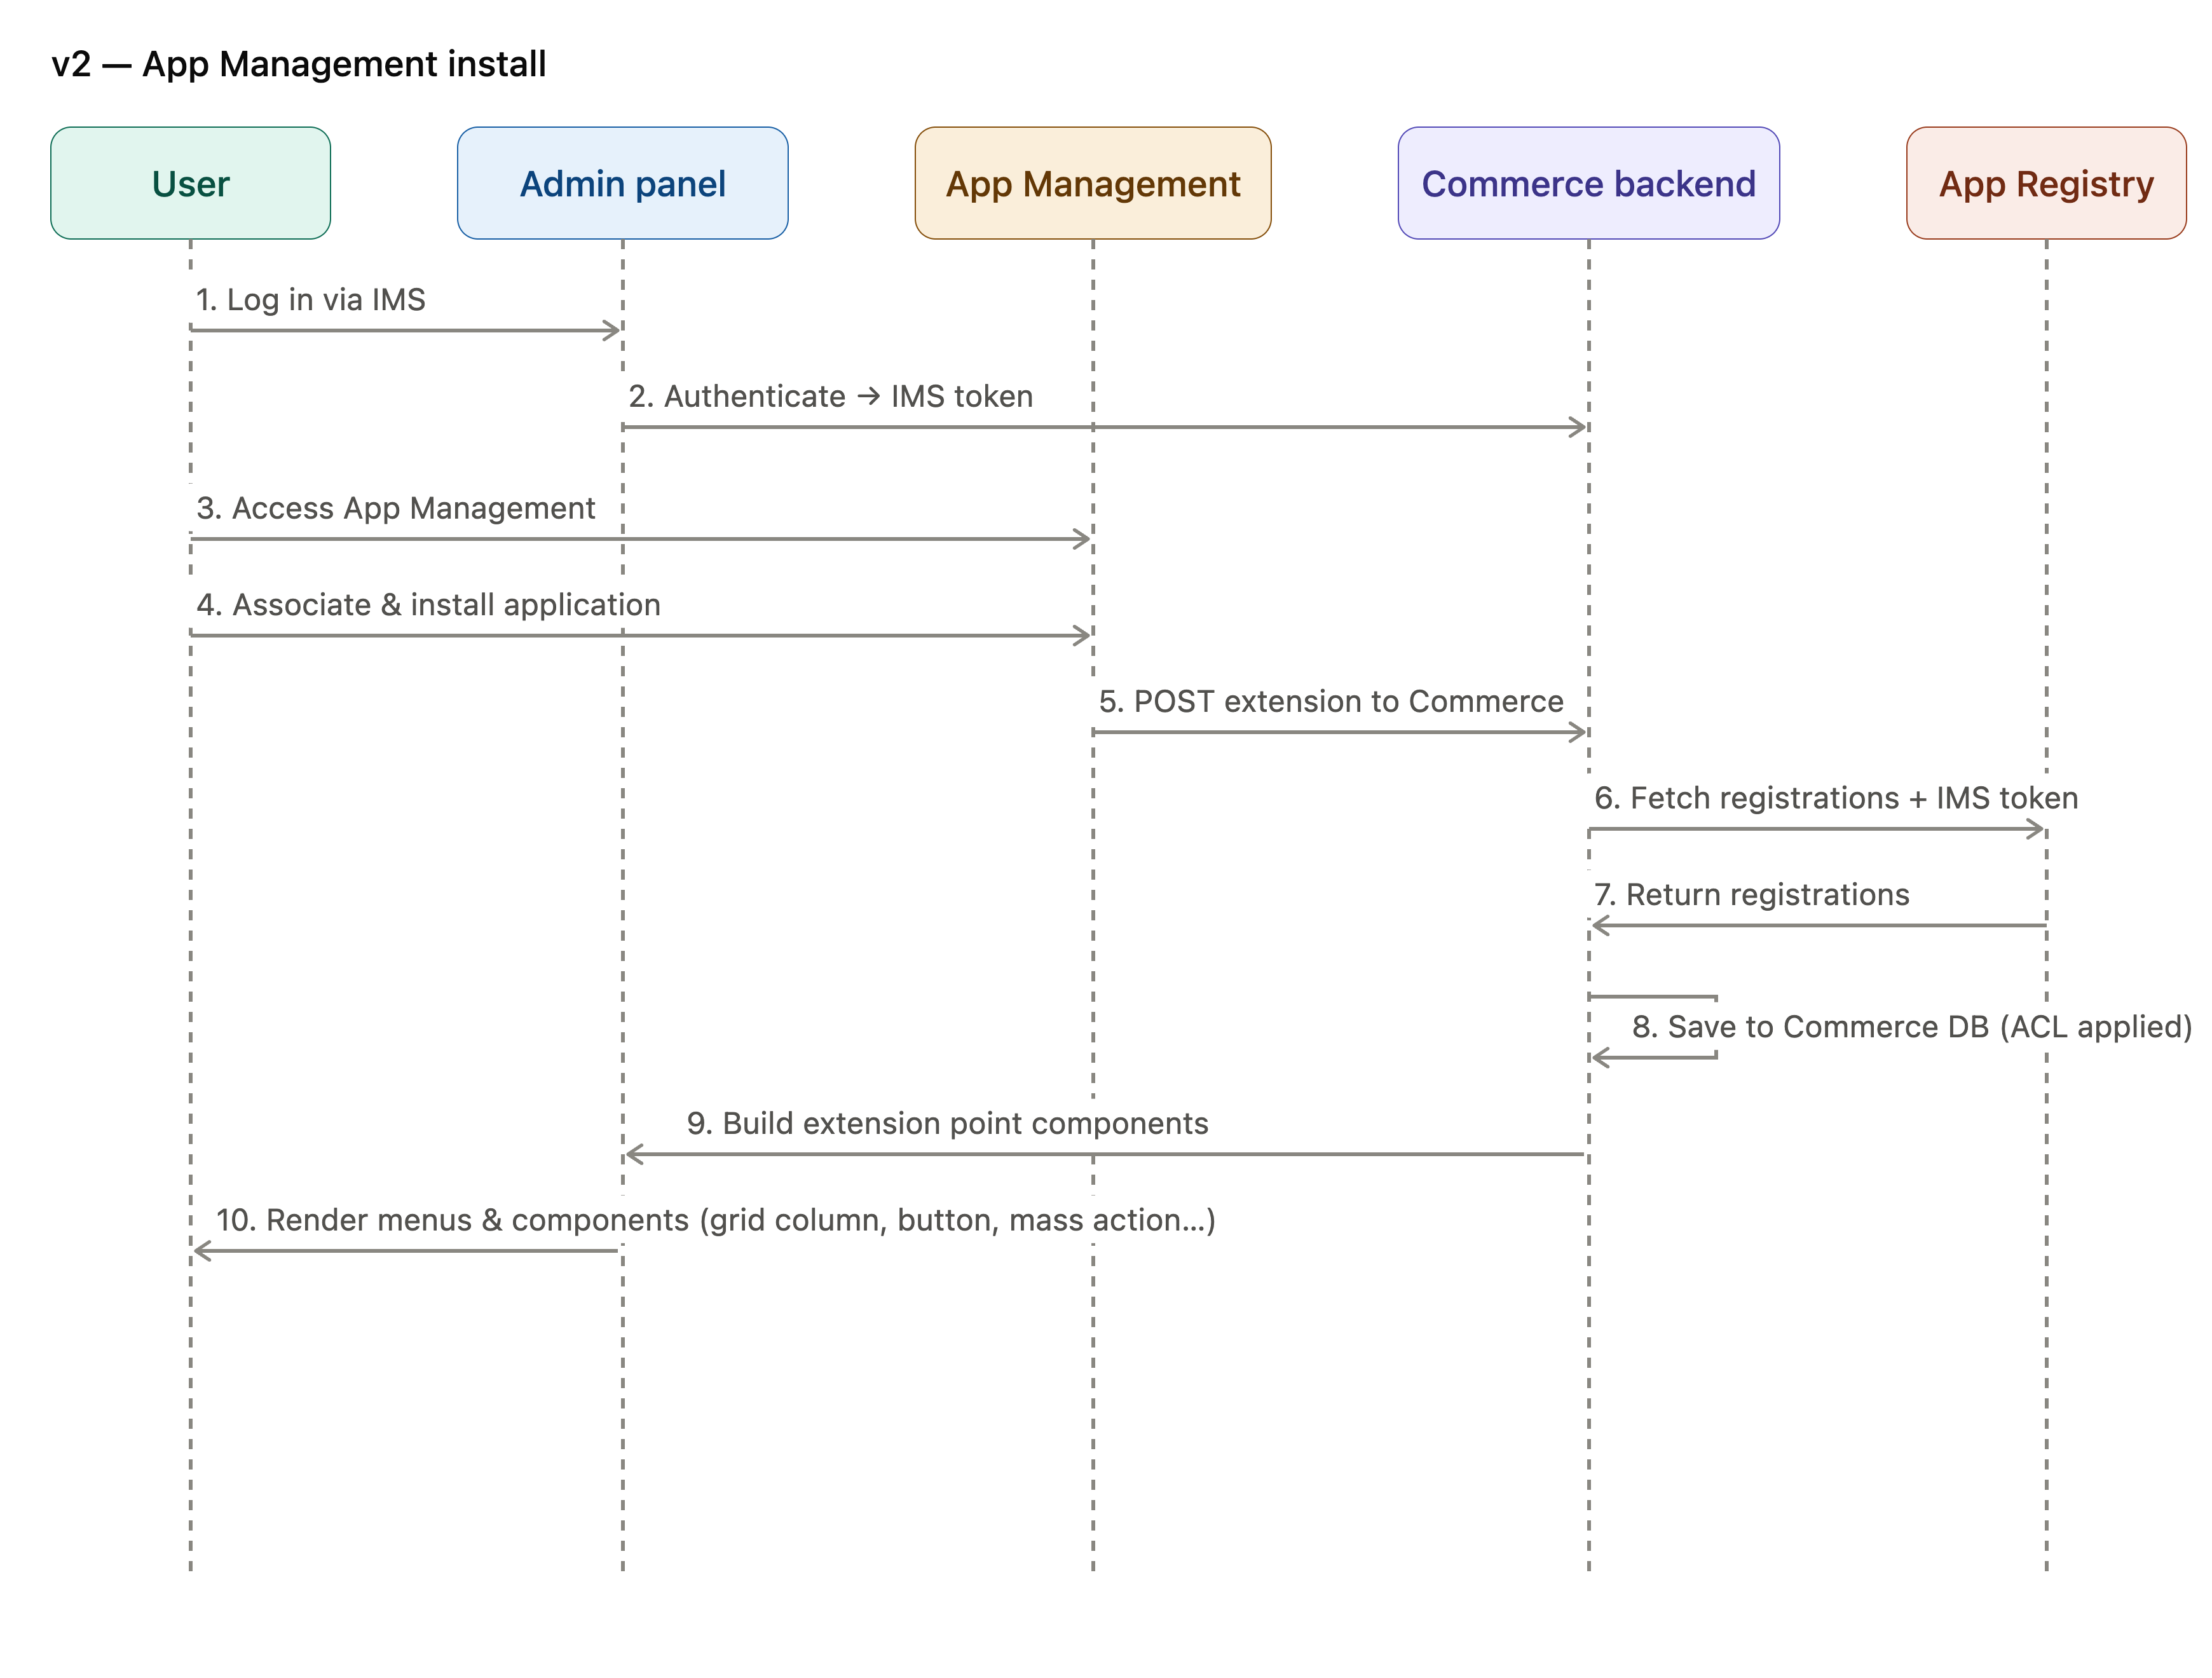 v2 — App Management install
User
Admin panel
App Management
Commerce backend
App Registry
1. Log in via IMS
2. Authenticate → IMS token
3. Access App Management
4. Associate & install application
5. POST extension to Commerce
6. Fetch registrations + IMS token
7. Return registrations
8. Save to Commerce DB (ACL applied)
9. Build extension point components
10. Render menus & components (grid column, button, mass action...)